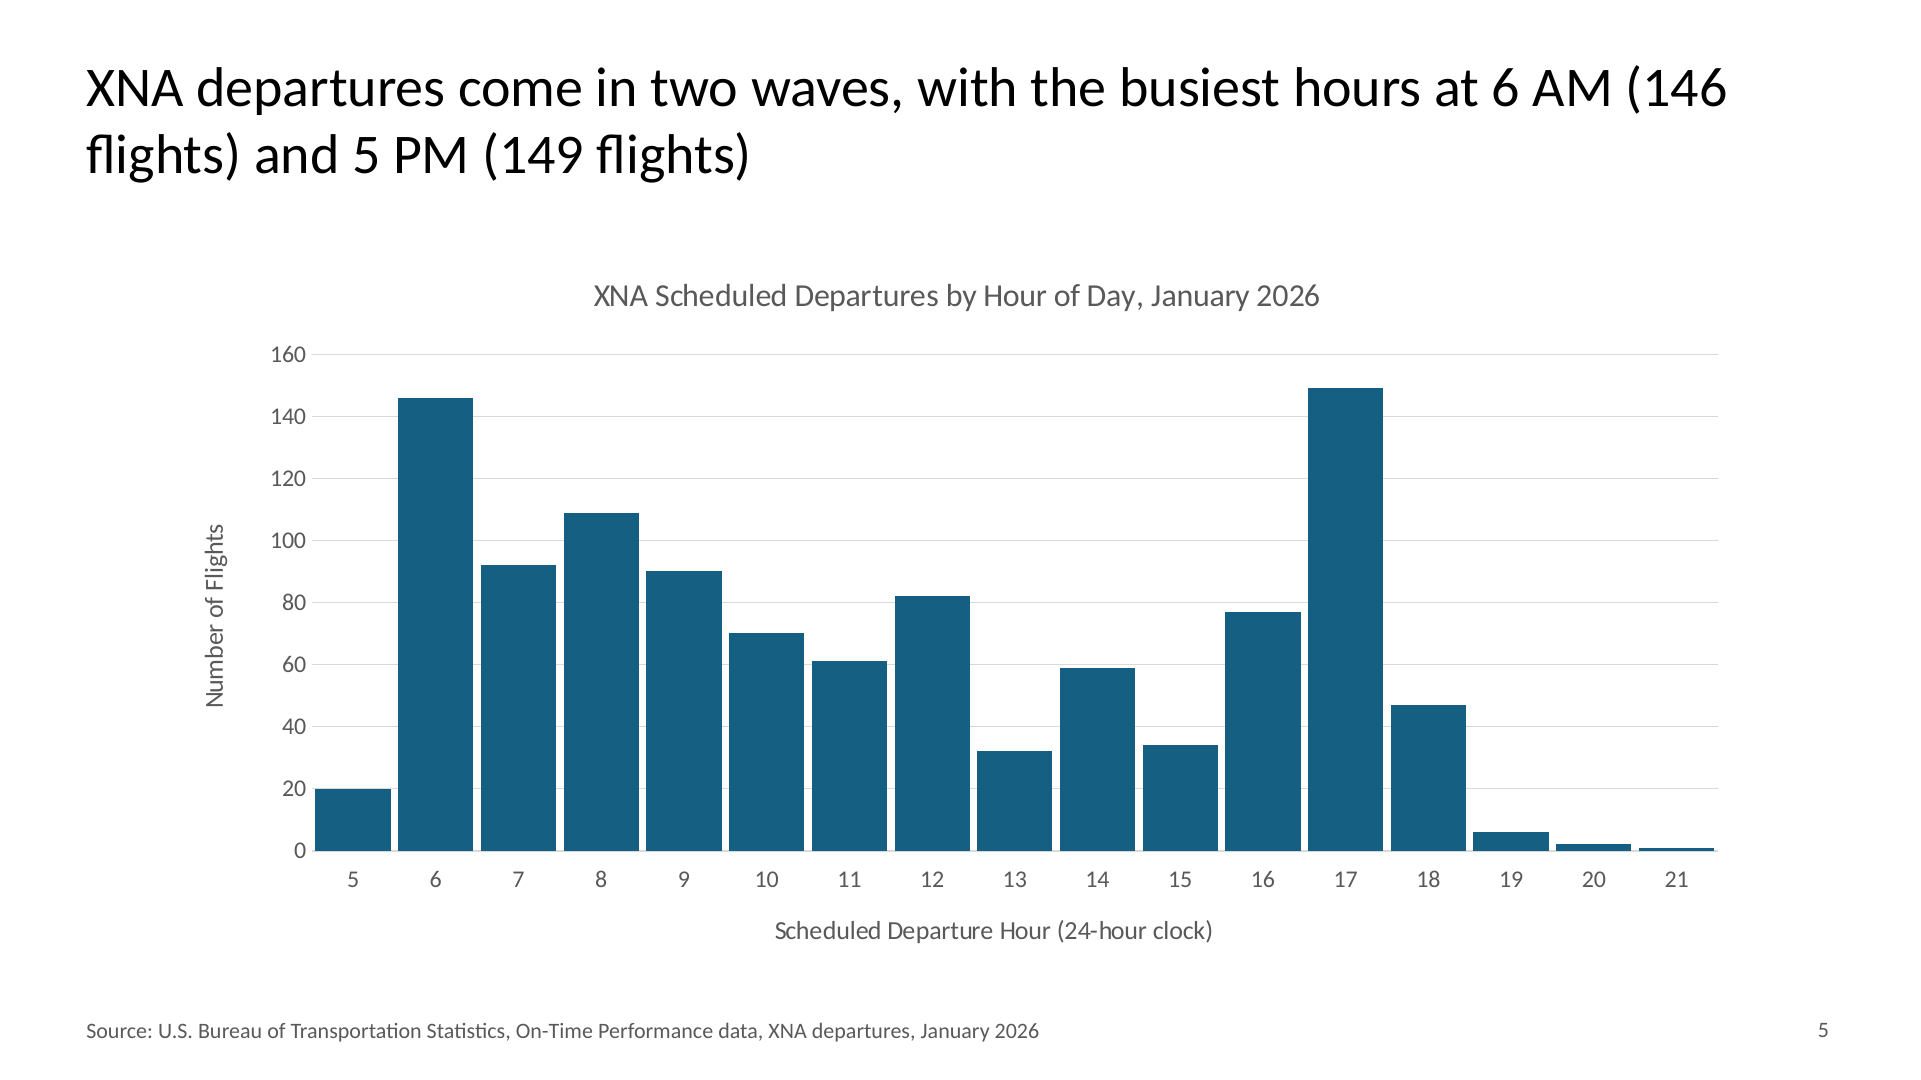 XNA departures come in two waves, with the busiest hours at 6 AM (146
flights) and 5 PM (149 flights)
XNA Scheduled Departures by Hour of Day, January 2026
Number of Flights
160
140
120
100
80
60
40
20
0
5 6 7 8 9 10 11 12 13 14 15 16 17 18 19 20 21
Scheduled Departure Hour (24-hour clock)
Source: U.S. Bureau of Transportation Statistics, On-Time Performance data, XNA departures, January 2026
5